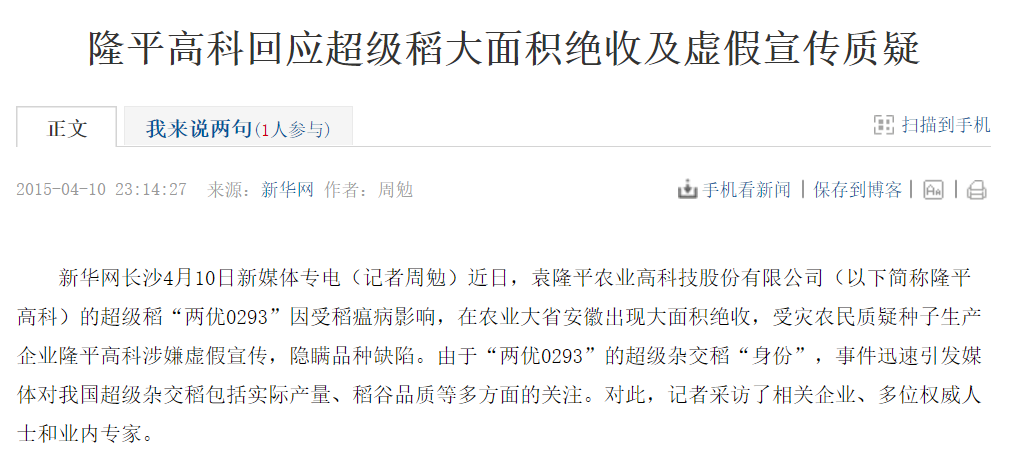 隆平高科回应超级稻大面积绝收及虚假宣传质疑
正文 我来说两句(1人参与) 扫描到手机
2015-04-10 23:14:27 来源：新华网 作者：周勉 手机看新闻 | 保存到博客 | Aa |
新华网长沙4月10日新媒体专电（记者周勉）近日，袁隆平农业高科技股份有限公司（以下简称隆平
高科）的超级稻“两优0293”因受稻瘟病影响，在农业大省安徽出现大面积绝收，受灾农民质疑种子生产
企业隆平高科涉嫌虚假宣传，隐瞒品种缺陷。由于“两优0293”的超级杂交稻“身份”，事件迅速引发媒
体对我国超级杂交稻包括实际产量、稻谷品质等多方面的关注。对此，记者采访了相关企业、多位权威人
士和业内专家。